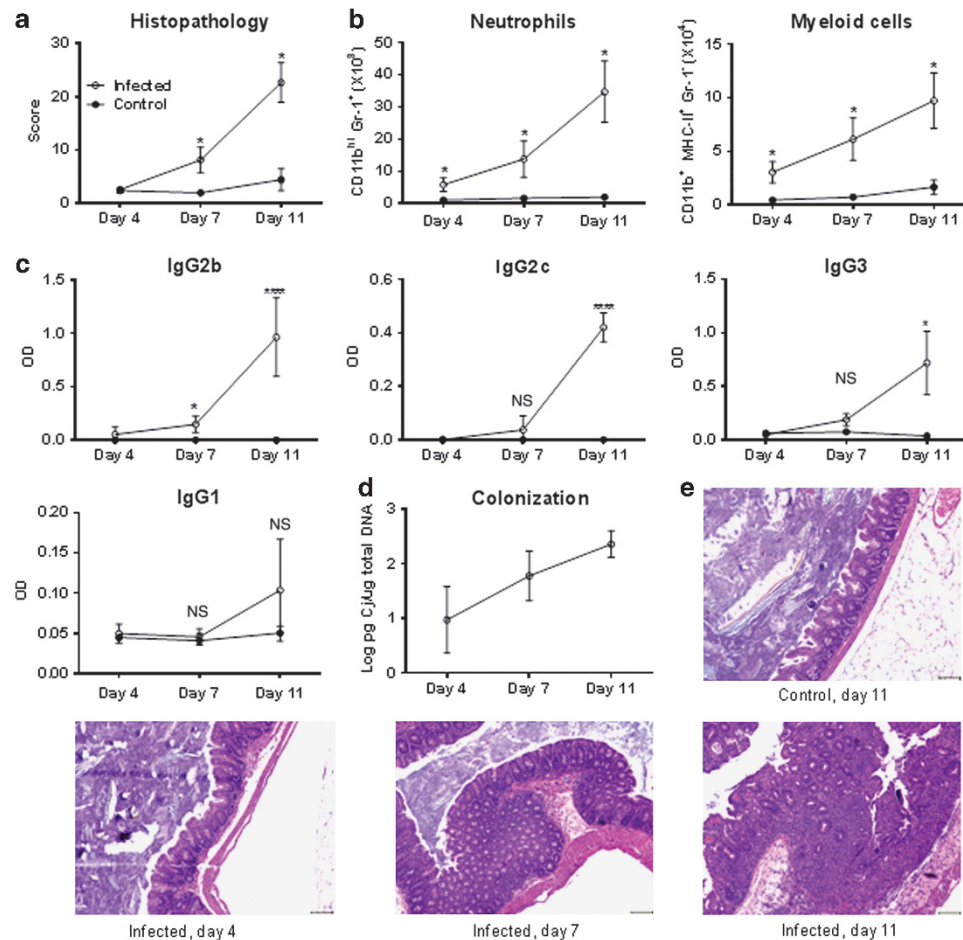 a
Histopathology
30
20
10
0
Score
Infected
Control
*
*
Day 4
Day 7
Day 11
b
Neutrophils
50
40
30
20
10
0
CD11b^hi Gr-1^+ (X10^3)
*
*
*
Day 4
Day 7
Day 11
Myeloid cells
15
10
5
0
CD11b^+ MHC-II^+ Gr-1^- (X10^4)
*
*
*
Day 4
Day 7
Day 11
c
IgG2b
1.5
1.0
0.5
0.0
OD
*
****
Day 4
Day 7
Day 11
IgG2c
0.6
0.4
0.2
0.0
OD
NS
****
Day 4
Day 7
Day 11
IgG3
1.5
1.0
0.5
0.0
OD
NS
*
Day 4
Day 7
Day 11
IgG1
0.20
0.15
0.10
0.05
0.00
OD
NS
NS
Day 4
Day 7
Day 11
d
Colonization
3
2
1
0
Log pg Cj/ug total DNA
Day 4
Day 7
Day 11
e
Control, day 11
Infected, day 4
Infected, day 7
Infected, day 11